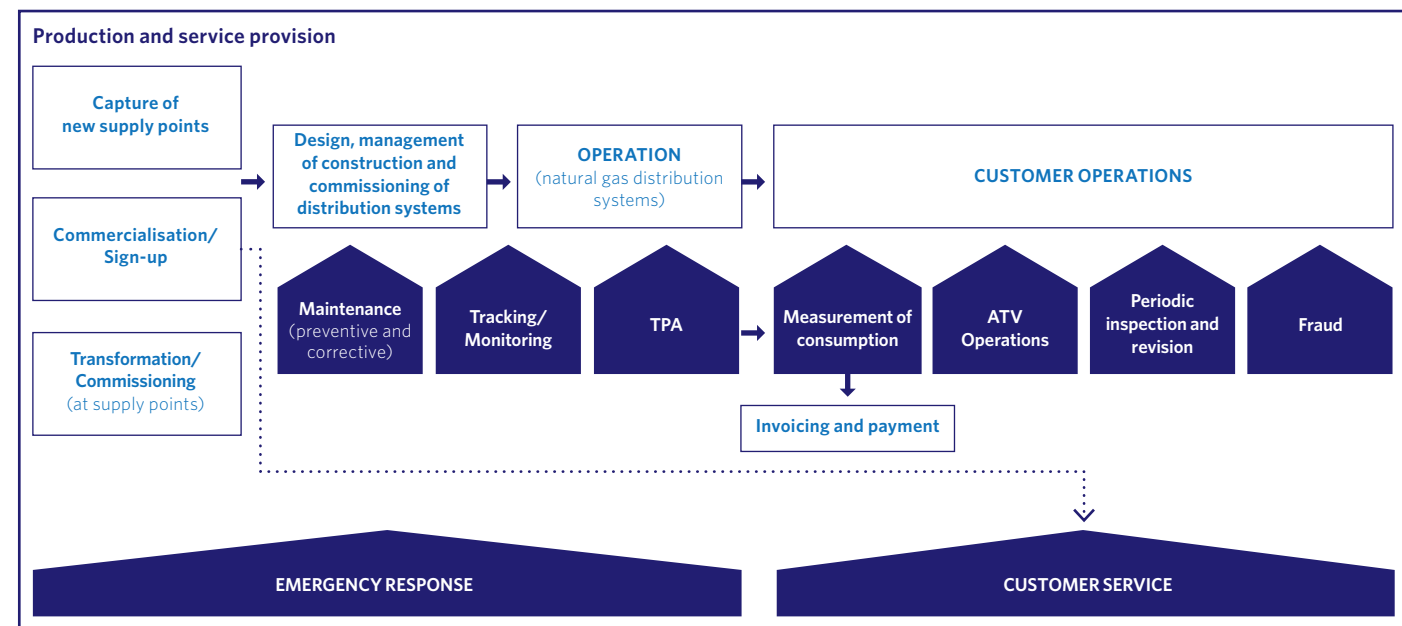 Production and service provision
Capture of
new supply points
Commercialisation/
Sign-up
Transformation/
Commissioning
(at supply points)
Design, management
of construction and
commissioning of
distribution systems
OPERATION
(natural gas distribution
systems)
CUSTOMER OPERATIONS
Maintenance
(preventive and
corrective)
Tracking/
Monitoring
TPA
Measurement of
consumption
ATV
Operations
Periodic
inspection and
revision
Fraud
Invoicing and payment
EMERGENCY RESPONSE
CUSTOMER SERVICE